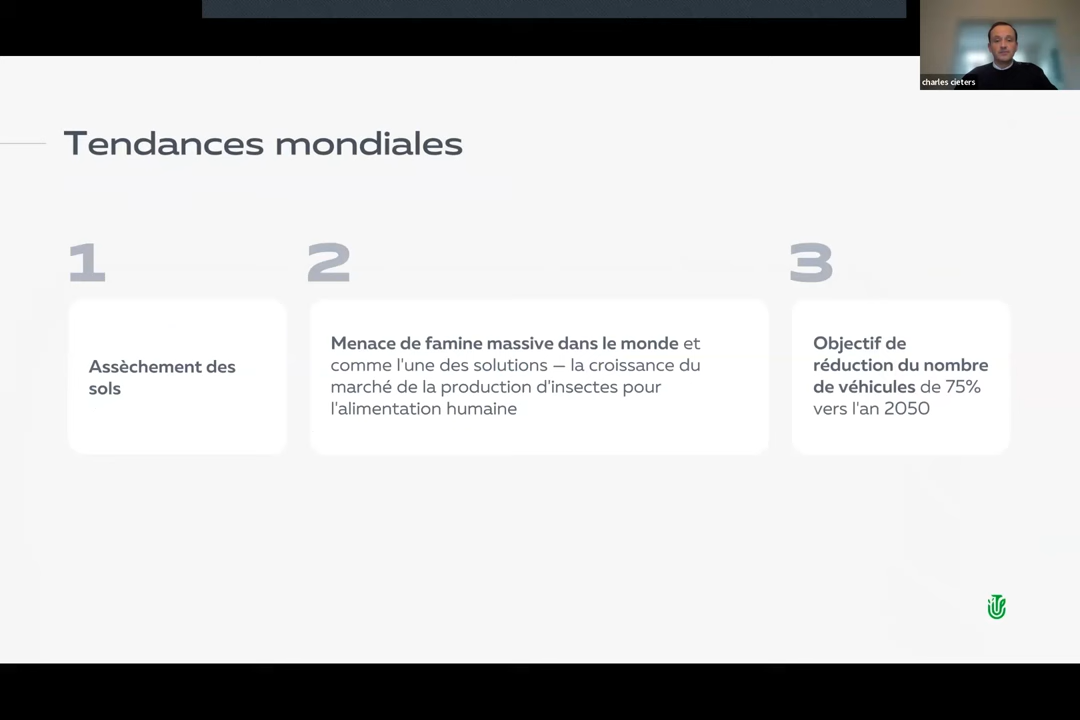 charles cieters
Tendances mondiales
1
Assèchement des
sols
2
Menace de famine massive dans le monde et
comme l'une des solutions — la croissance du
marché de la production d'insectes pour
l'alimentation humaine
3
Objectif de
réduction du nombre
de véhicules de 75%
vers l'an 2050